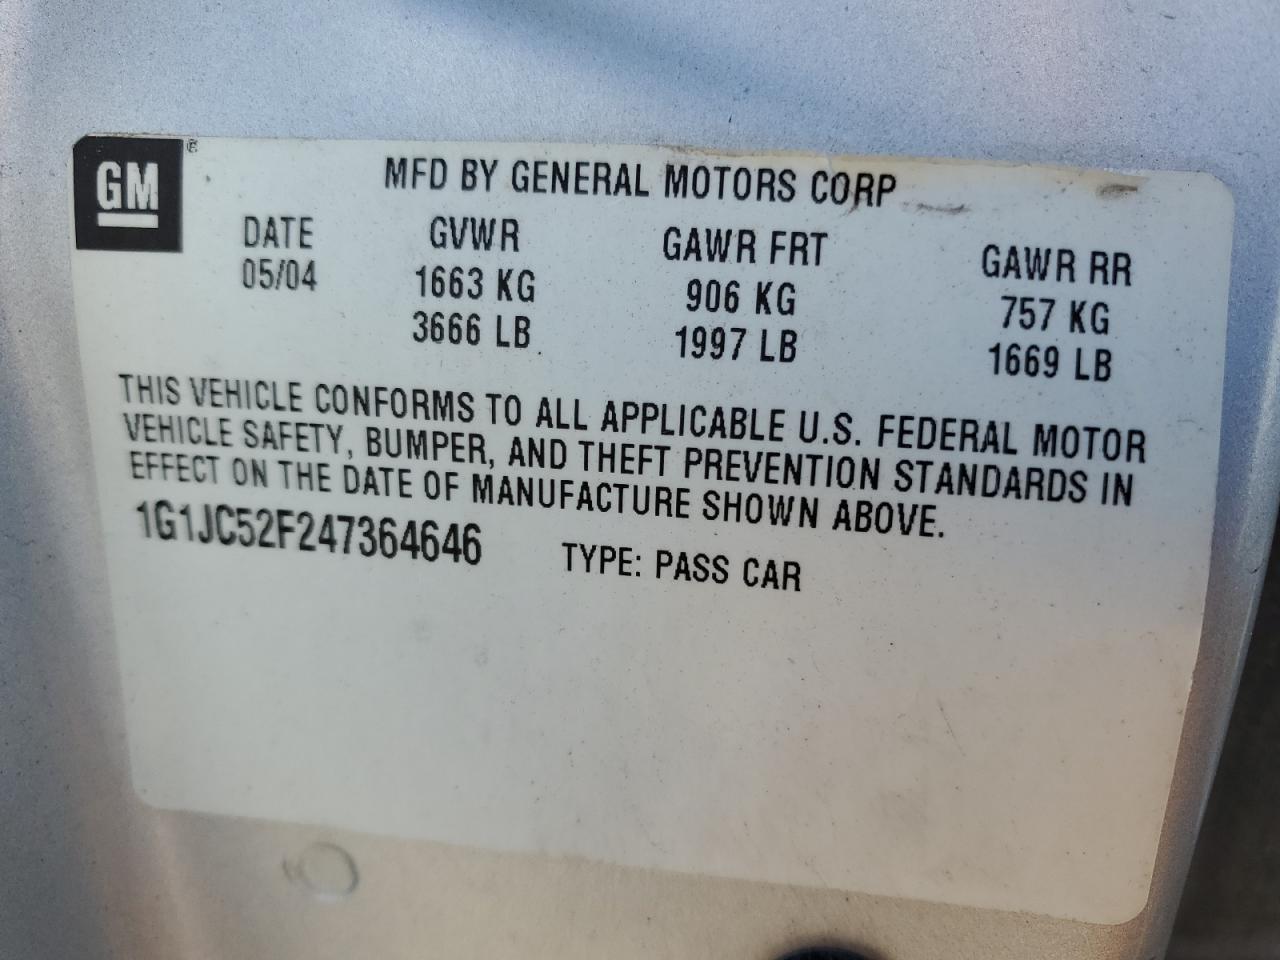 GM
MFD BY GENERAL MOTORS CORP
DATE GVWR GAWR FRT GAWR RR
05/04 1663 KG 906 KG 757 KG
3666 LB 1997 LB 1669 LB
THIS VEHICLE CONFORMS TO ALL APPLICABLE U.S. FEDERAL MOTOR
VEHICLE SAFETY, BUMPER, AND THEFT PREVENTION STANDARDS IN
EFFECT ON THE DATE OF MANUFACTURE SHOWN ABOVE.
1G1JC52F247364646 TYPE: PASS CAR